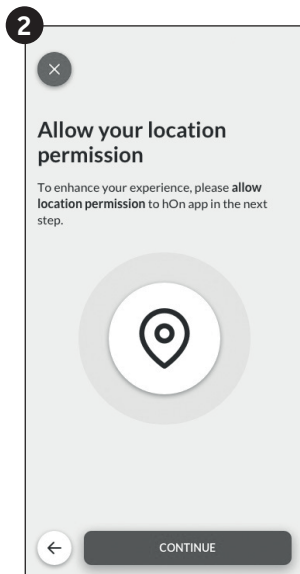 2
Allow your location
permission
To enhance your experience, please allow
location permission to hOn app in the next
step.
CONTINUE